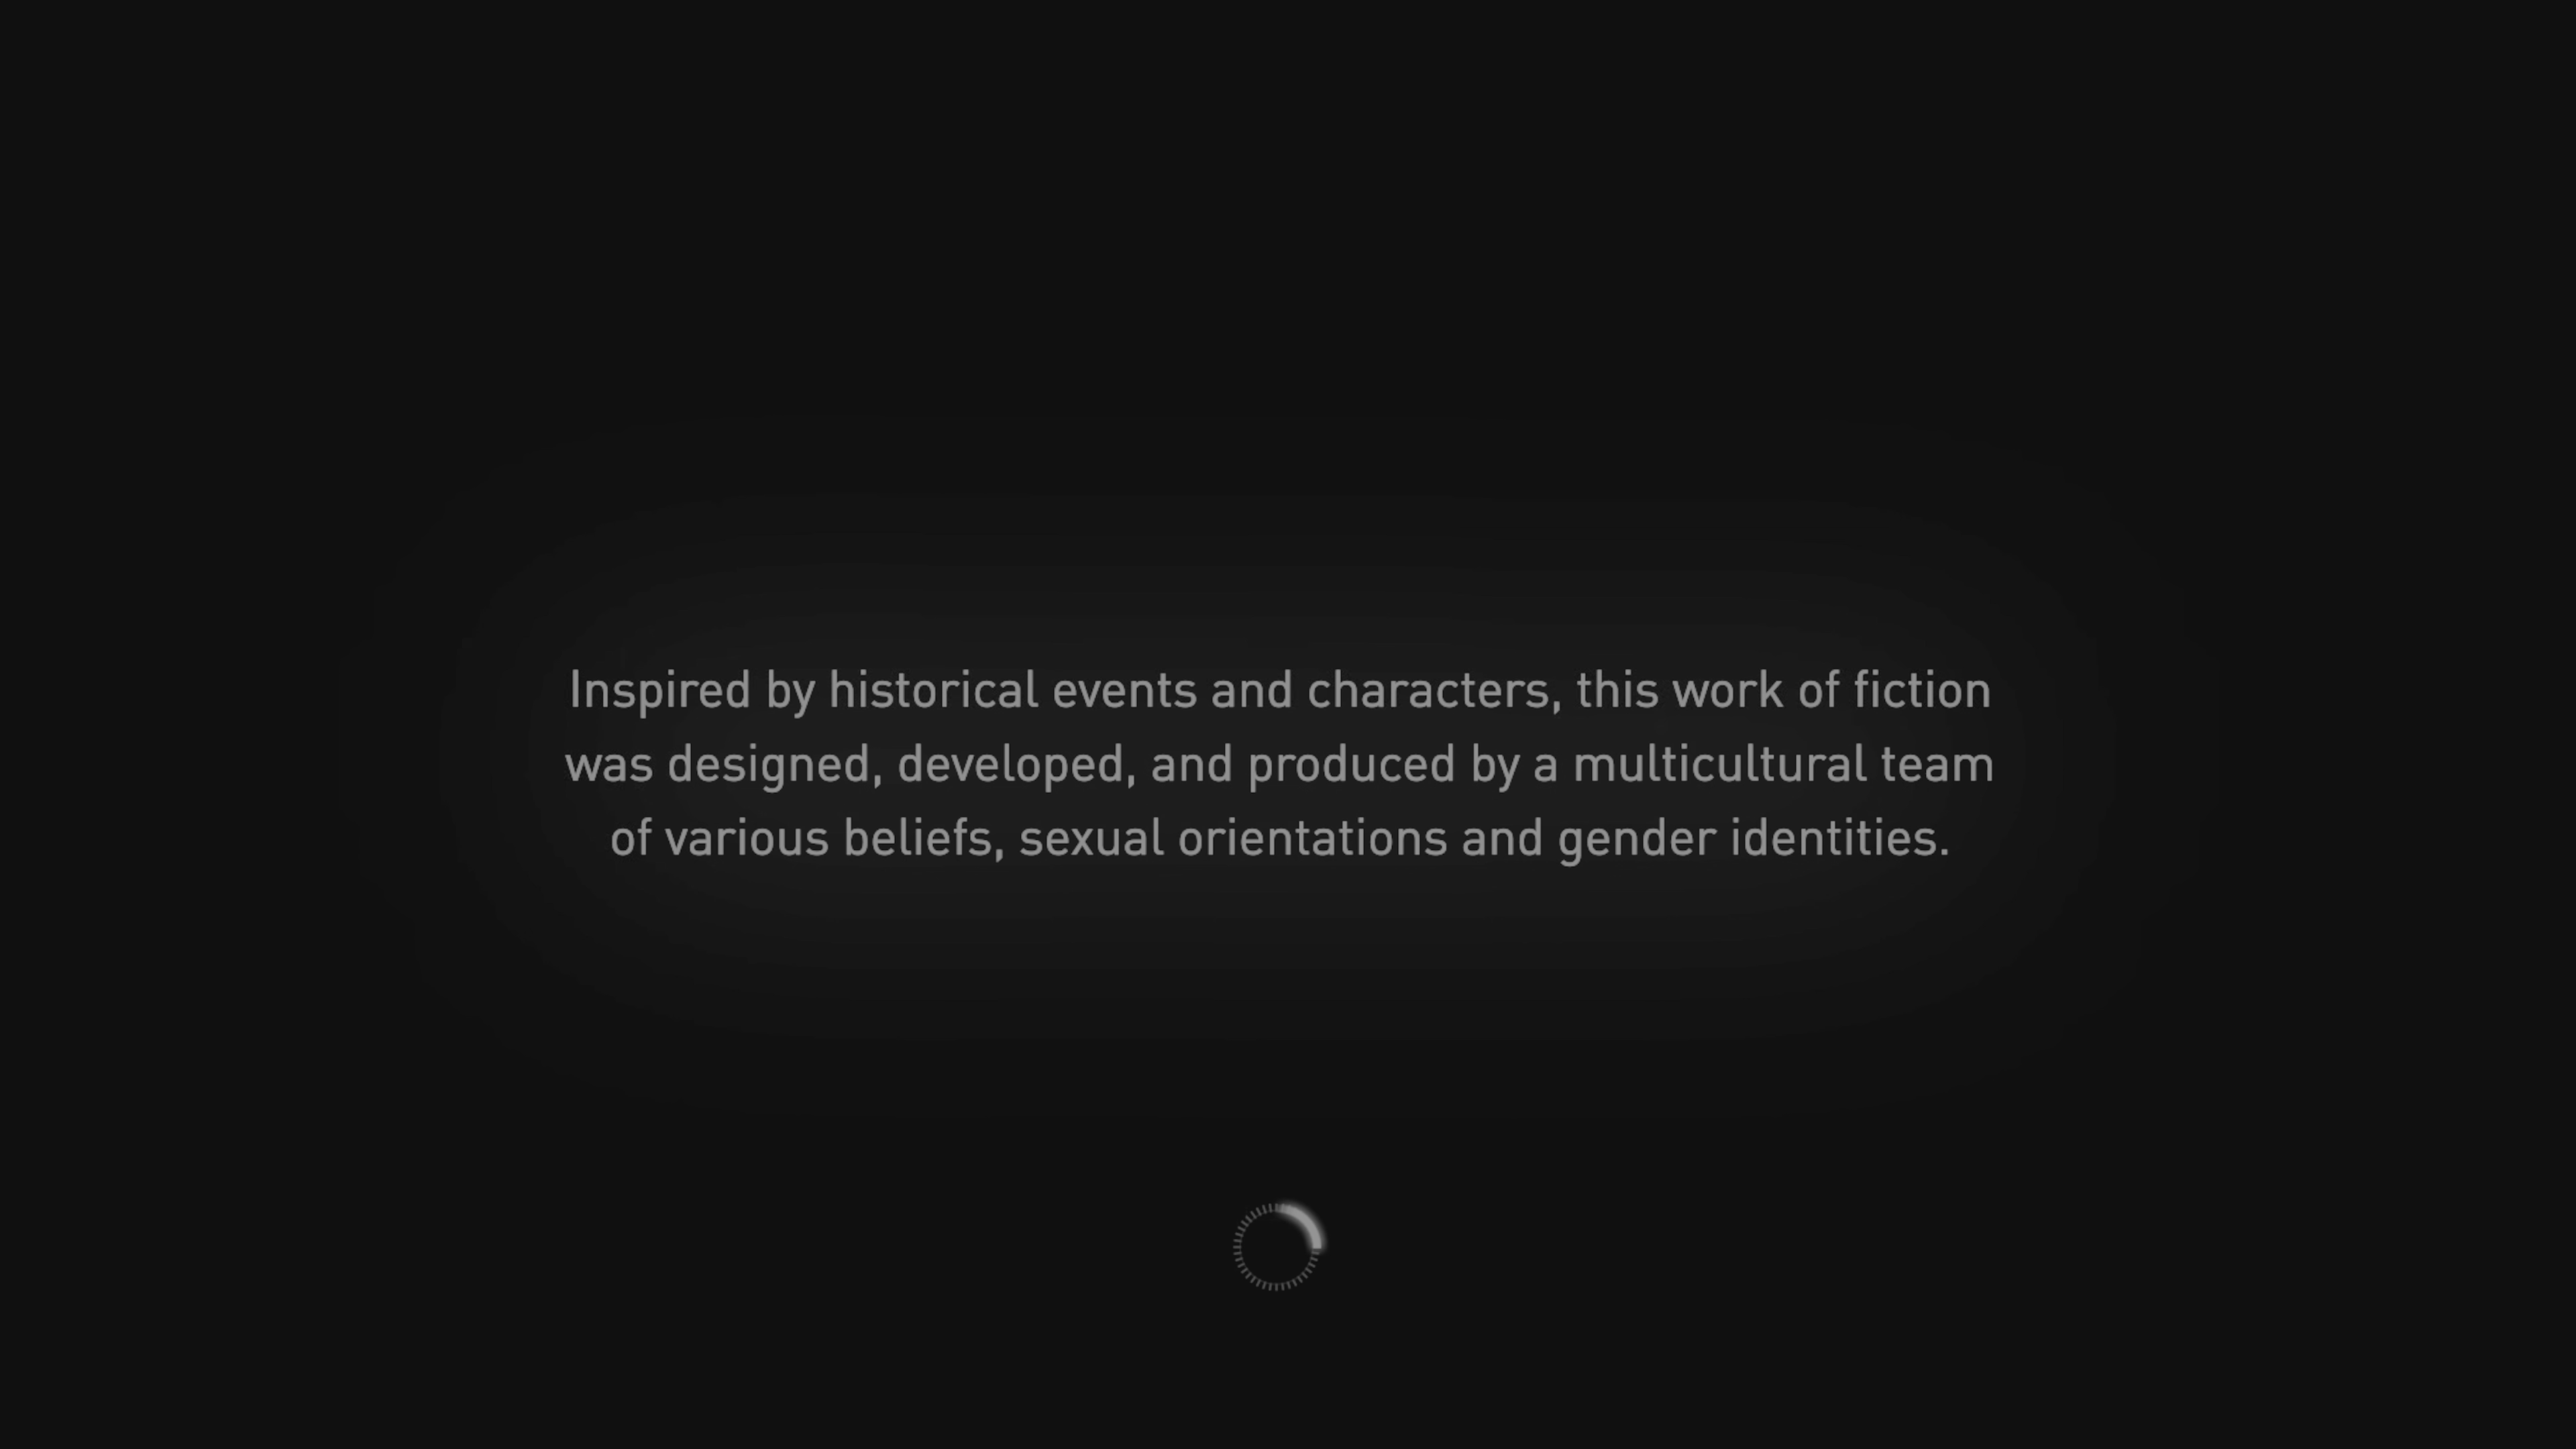 Inspired by historical events and characters, this work of fiction
was designed, developed, and produced by a multicultural team
of various beliefs, sexual orientations and gender identities.